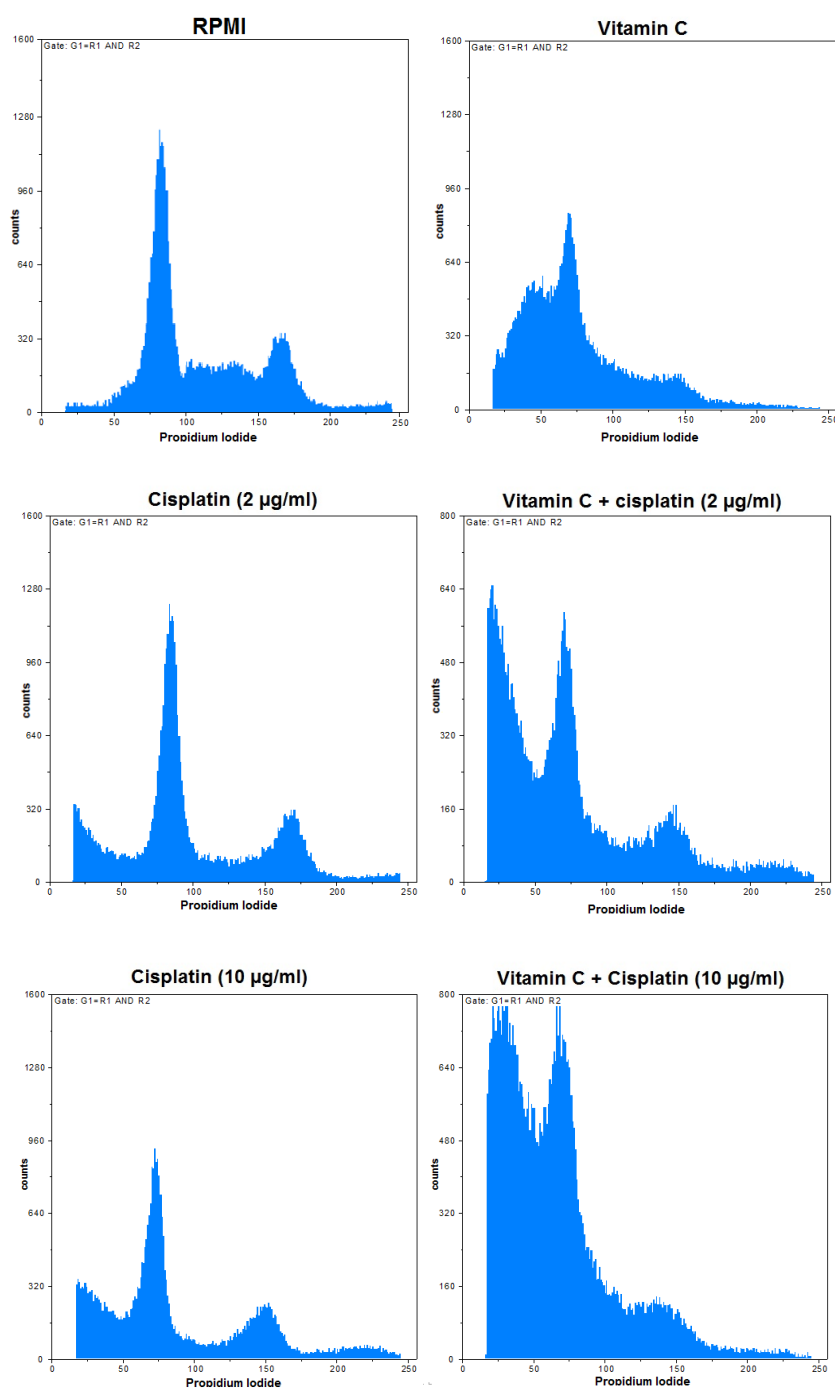 RPMI
Gate: G1=R1 AND R2
1600
1280
960
640
320
0
counts
0 50 75 100 150 200 250
Propidium Iodide
Vitamin C
Gate: G1=R1 AND R2
1600
1280
960
640
320
0
counts
0 50 100 150 200 250
Propidium Iodide
Cisplatin (2 µg/ml)
Gate: G1=R1 AND R2
1600
1280
960
640
320
0
counts
0 50 100 150 200 250
Propidium Iodide
Vitamin C + cisplatin (2 µg/ml)
Gate: G1=R1 AND R2
800
640
480
320
160
0
counts
0 50 100 150 200 250
Propidium Iodide
Cisplatin (10 µg/ml)
Gate: G1=R1 AND R2
1600
1280
960
640
320
0
counts
0 50 100 150 200 250
Propidium Iodide
Vitamin C + Cisplatin (10 µg/ml)
Gate: G1=R1 AND R2
800
640
480
320
160
0
counts
0 50 100 150 200 250
Propidium Iodide